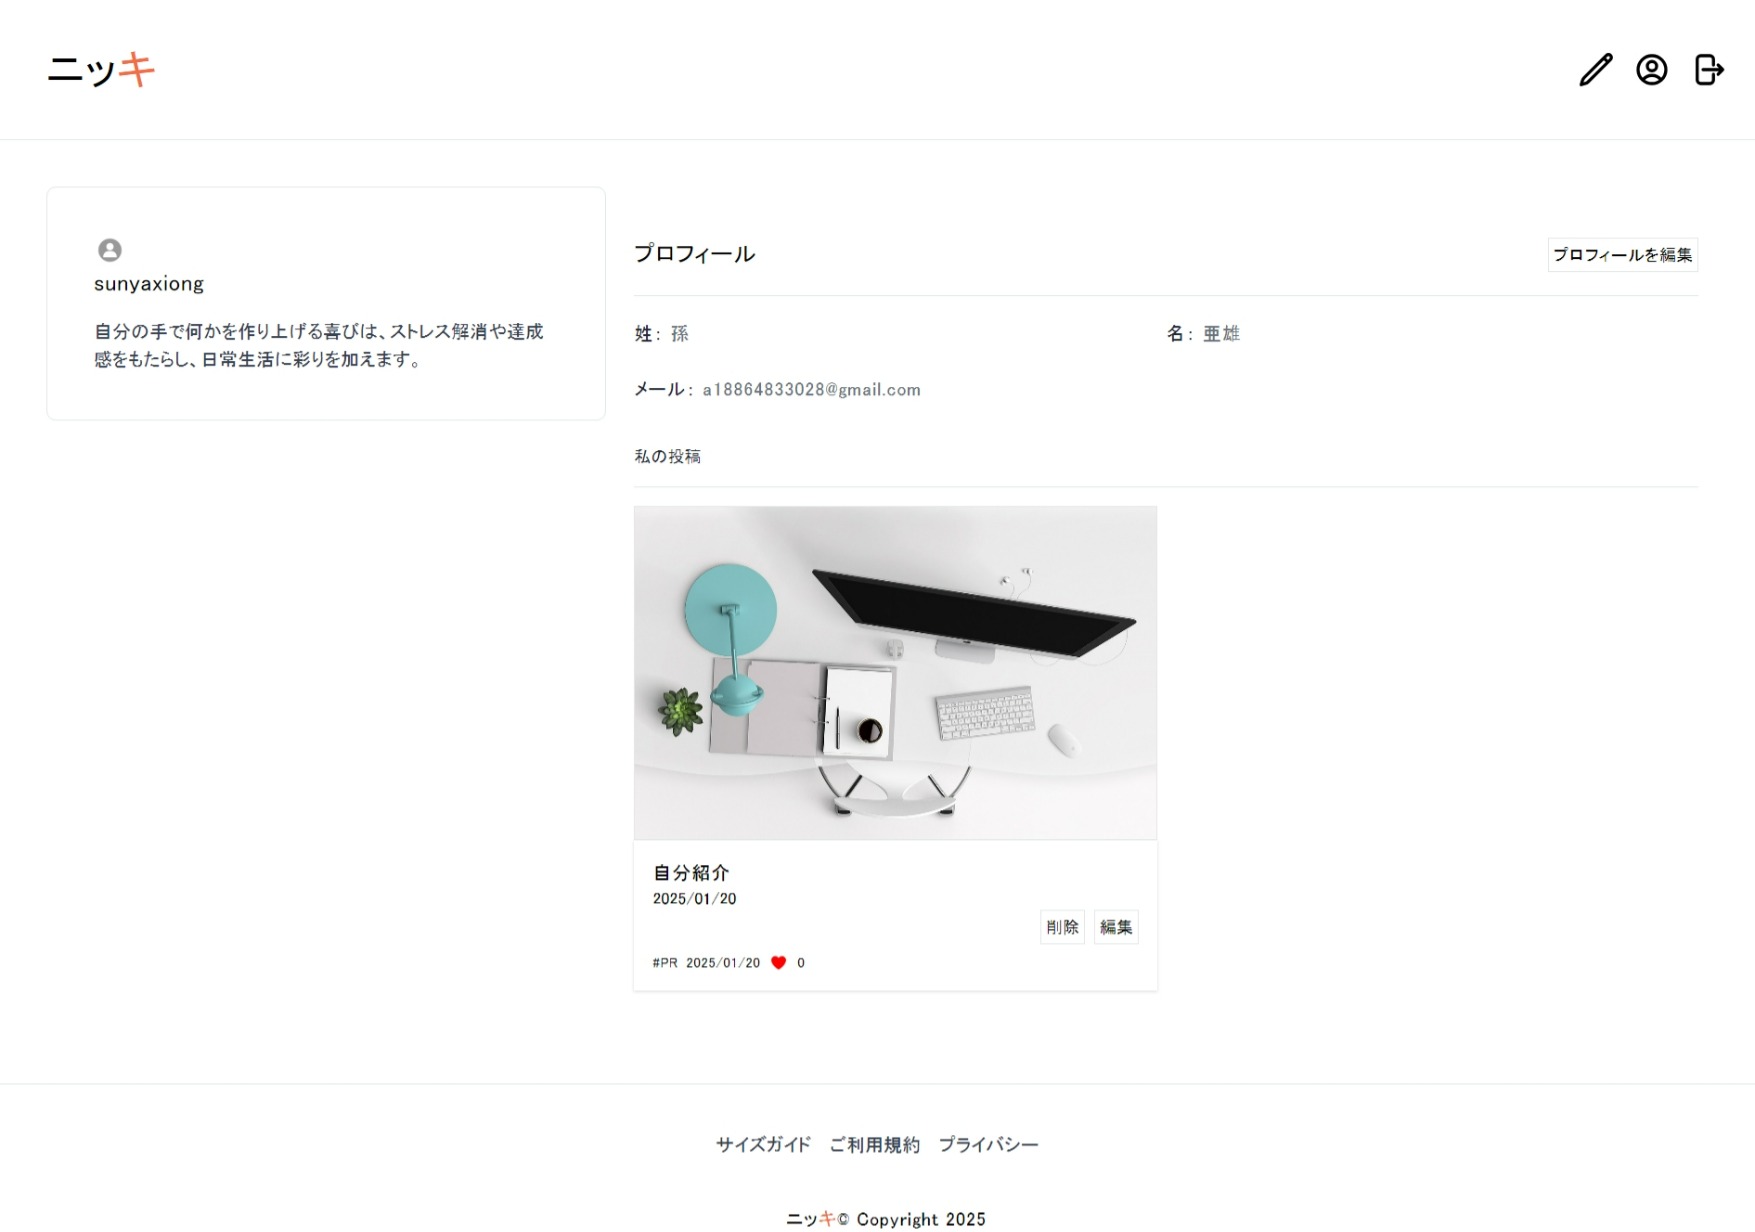 ニッキ
sunyaxiong
自分の手で何かを作り上げる喜びは、ストレス解消や達成
感をもたらし、日常生活に彩りを加えます。
プロフィール
プロフィールを編集
姓： 孫
名： 亜雄
メール： a18864833028@gmail.com
私の投稿
自分紹介
2025/01/20
削除 編集
#PR 2025/01/20 0
サイズガイド ご利用規約 プライバシー
ニッキ© Copyright 2025